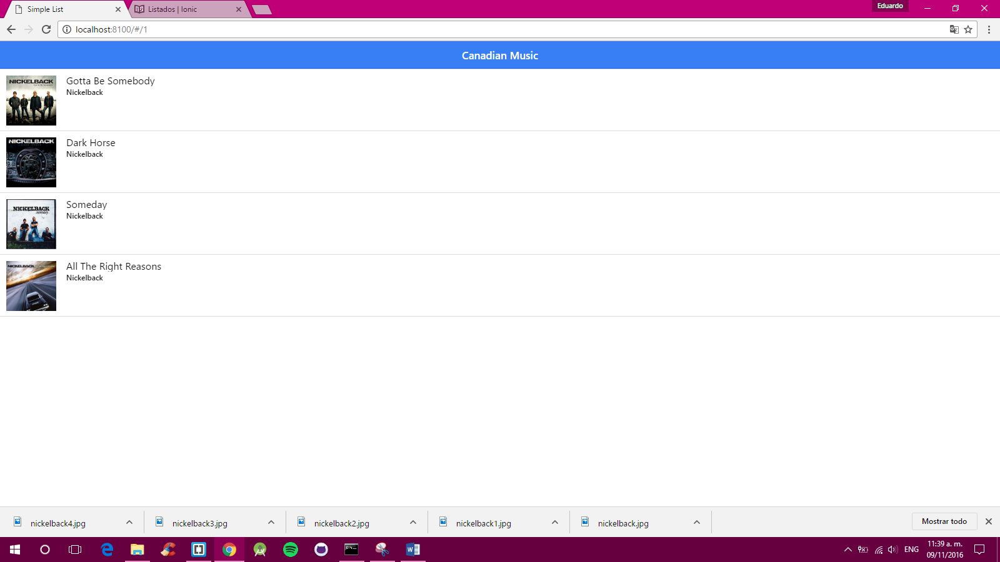 Simple List
Listados | Ionic
Eduardo
localhost:8100/#/1
Canadian Music
NICKELBACK
Gotta Be Somebody
Nickelback
NICKELBACK
Dark Horse
Nickelback
NICKELBACK
Someday
Someday
Nickelback
NICKELBACK
All The Right Reasons
Nickelback
nickelback4.jpg
nickelback3.jpg
nickelback2.jpg
nickelback1.jpg
nickelback.jpg
Mostrar todo
ENG
11:39 a. m.
09/11/2016